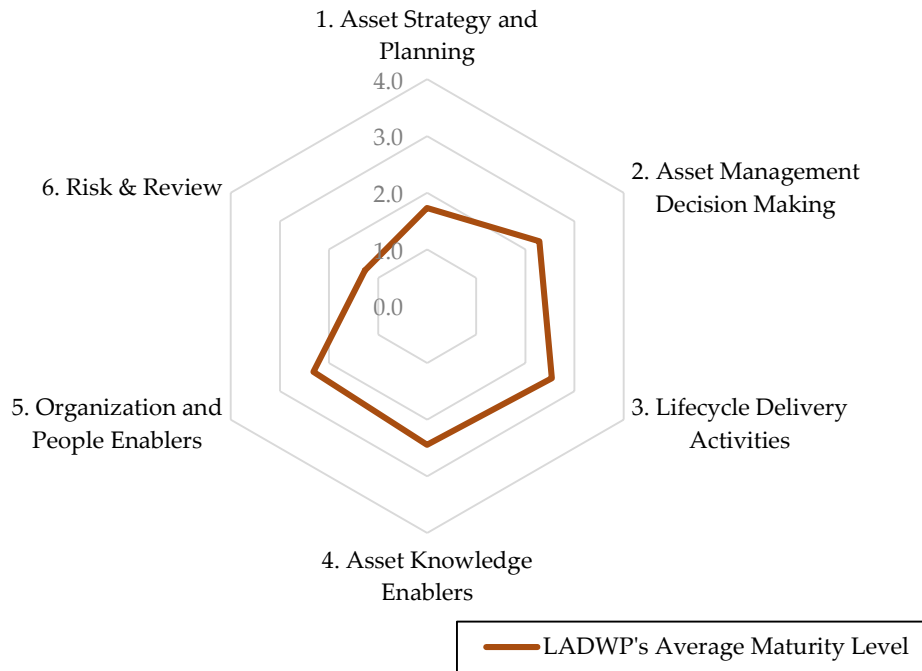 1. Asset Strategy and
Planning
4.0
3.0
2.0
1.0
0.0
2. Asset Management
Decision Making
3. Lifecycle Delivery
Activities
4. Asset Knowledge
Enablers
5. Organization and
People Enablers
6. Risk & Review
LADWP's Average Maturity Level